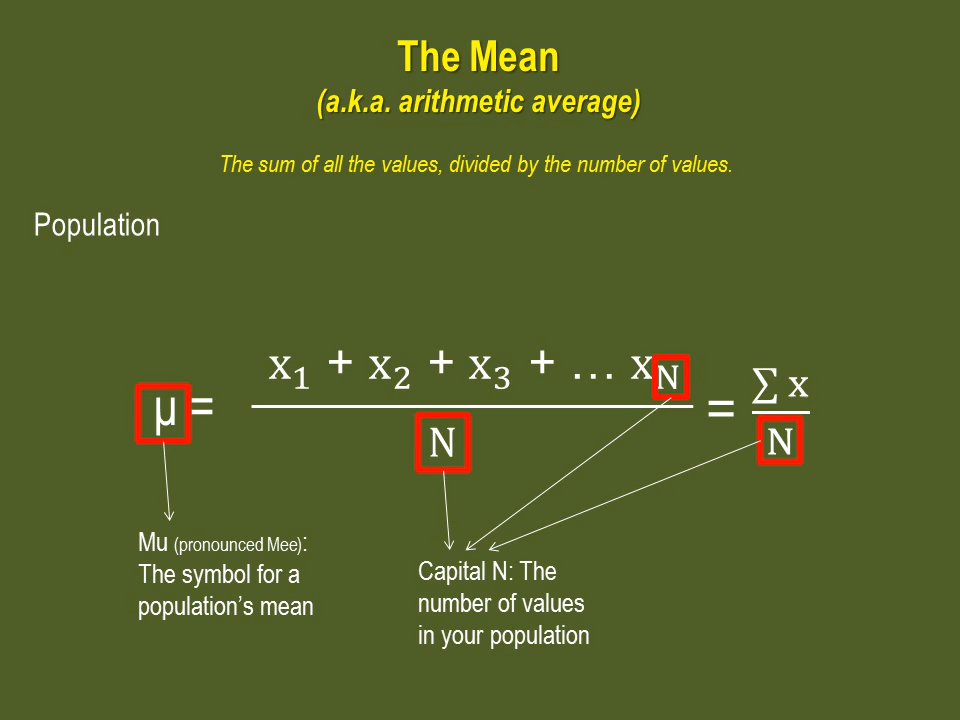 The Mean
(a.k.a. arithmetic average)
The sum of all the values, divided by the number of values.
Population
x₁ + x₂ + x₃ + … x_N
μ = = ∑ x
N N
Mu (pronounced Mee):
The symbol for a
population's mean
Capital N: The
number of values
in your population